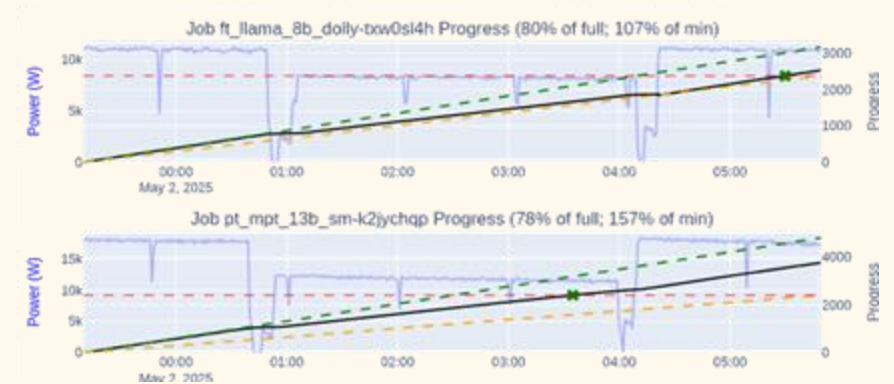 Job ft_llama_8b_dolly-txw0sl4h Progress (80% of full; 107% of min)
10k
5k
0
Power (W)
3000
2000
1000
0
Progress
00:00 01:00 02:00 03:00 04:00 05:00
May 2, 2025
Job pt_mpt_13b_sm-k2jychqp Progress (78% of full; 157% of min)
15k
10k
5k
0
Power (W)
4000
2000
0
Progress
00:00 01:00 02:00 03:00 04:00 05:00
May 2, 2025